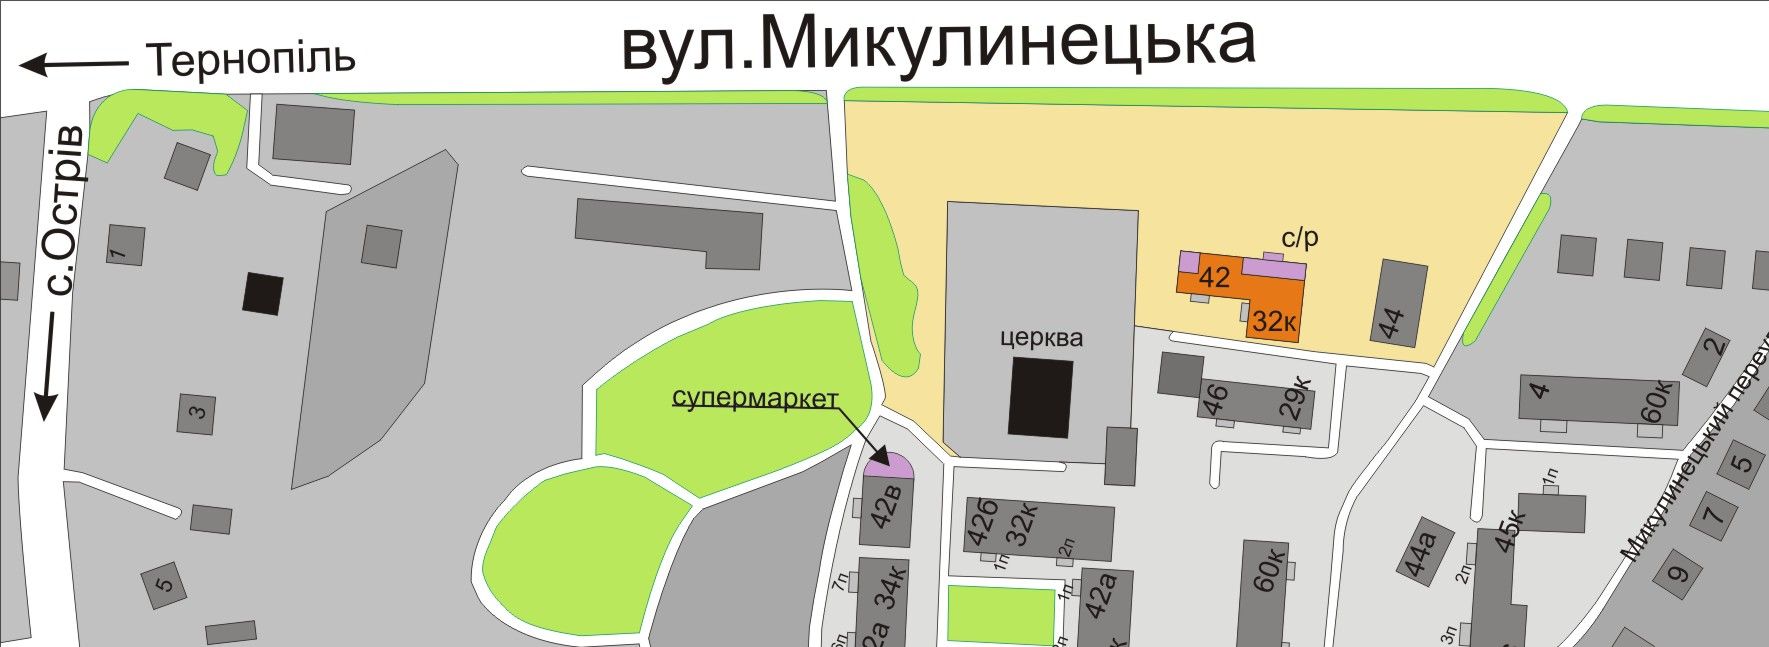 вул.Микулинецька
Тернопіль
с.Острів
1
3
5
с/р
42
32к
44
церква
супермаркет
46
29к
4
60к
2
Микулинецький
5
7
9
42в
42б
32к
1п
2п
34к
7п
42а
1п
60к
44а
45к
1п
2п
3п